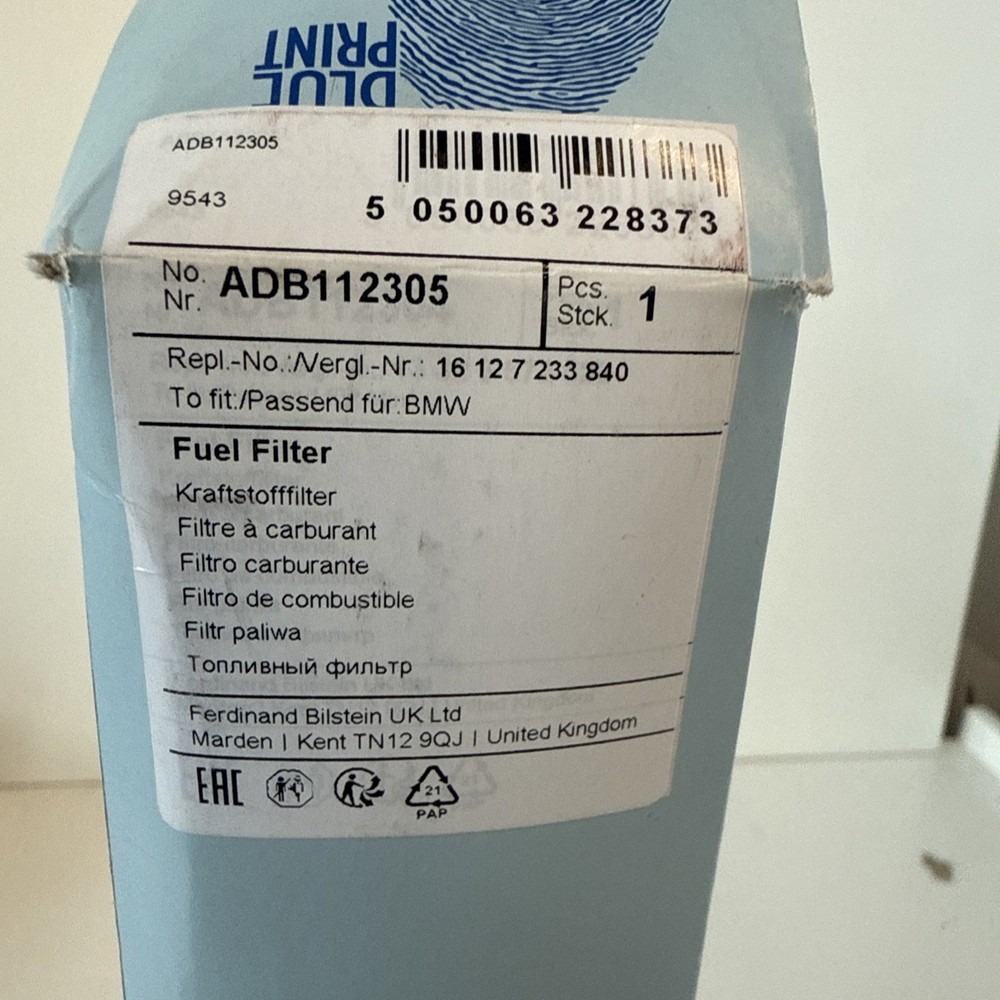 BLUE
PRINT
ADB112305
9543
5 050063 228373
No. ADB112305
Nr.
Pcs. 1
Stck.
Repl.-No.:/Vergl.-Nr.: 16 12 7 233 840
To fit:/Passend für:BMW
Fuel Filter
Kraftstofffilter
Filtre à carburant
Filtro carburante
Filtro de combustible
Filtr paliwa
Топливный фильтр
Ferdinand Bilstein UK Ltd
Marden | Kent TN12 9QJ | United Kingdom
EAC
21
PAP